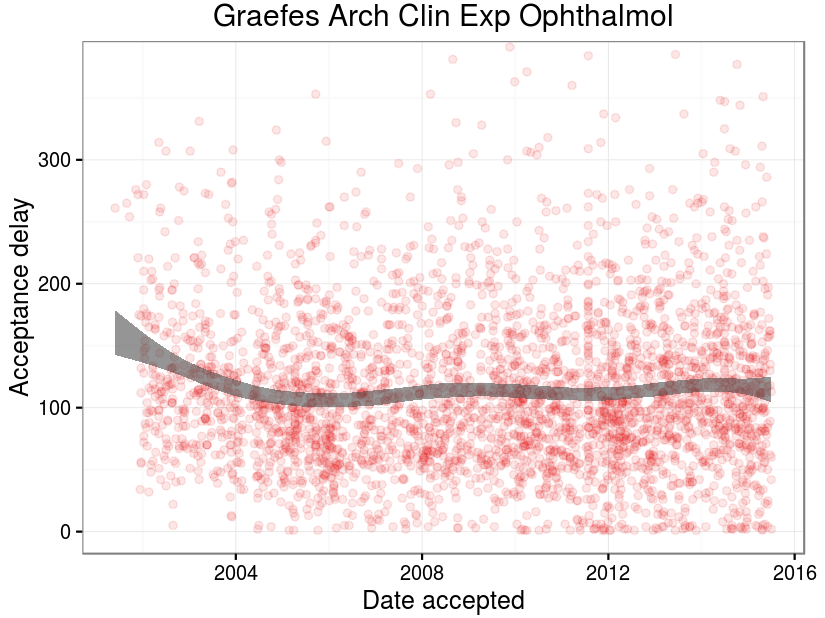 Graefes Arch Clin Exp Ophthalmol
Acceptance delay
300
200
100
0
2004 2008 2012 2016
Date accepted